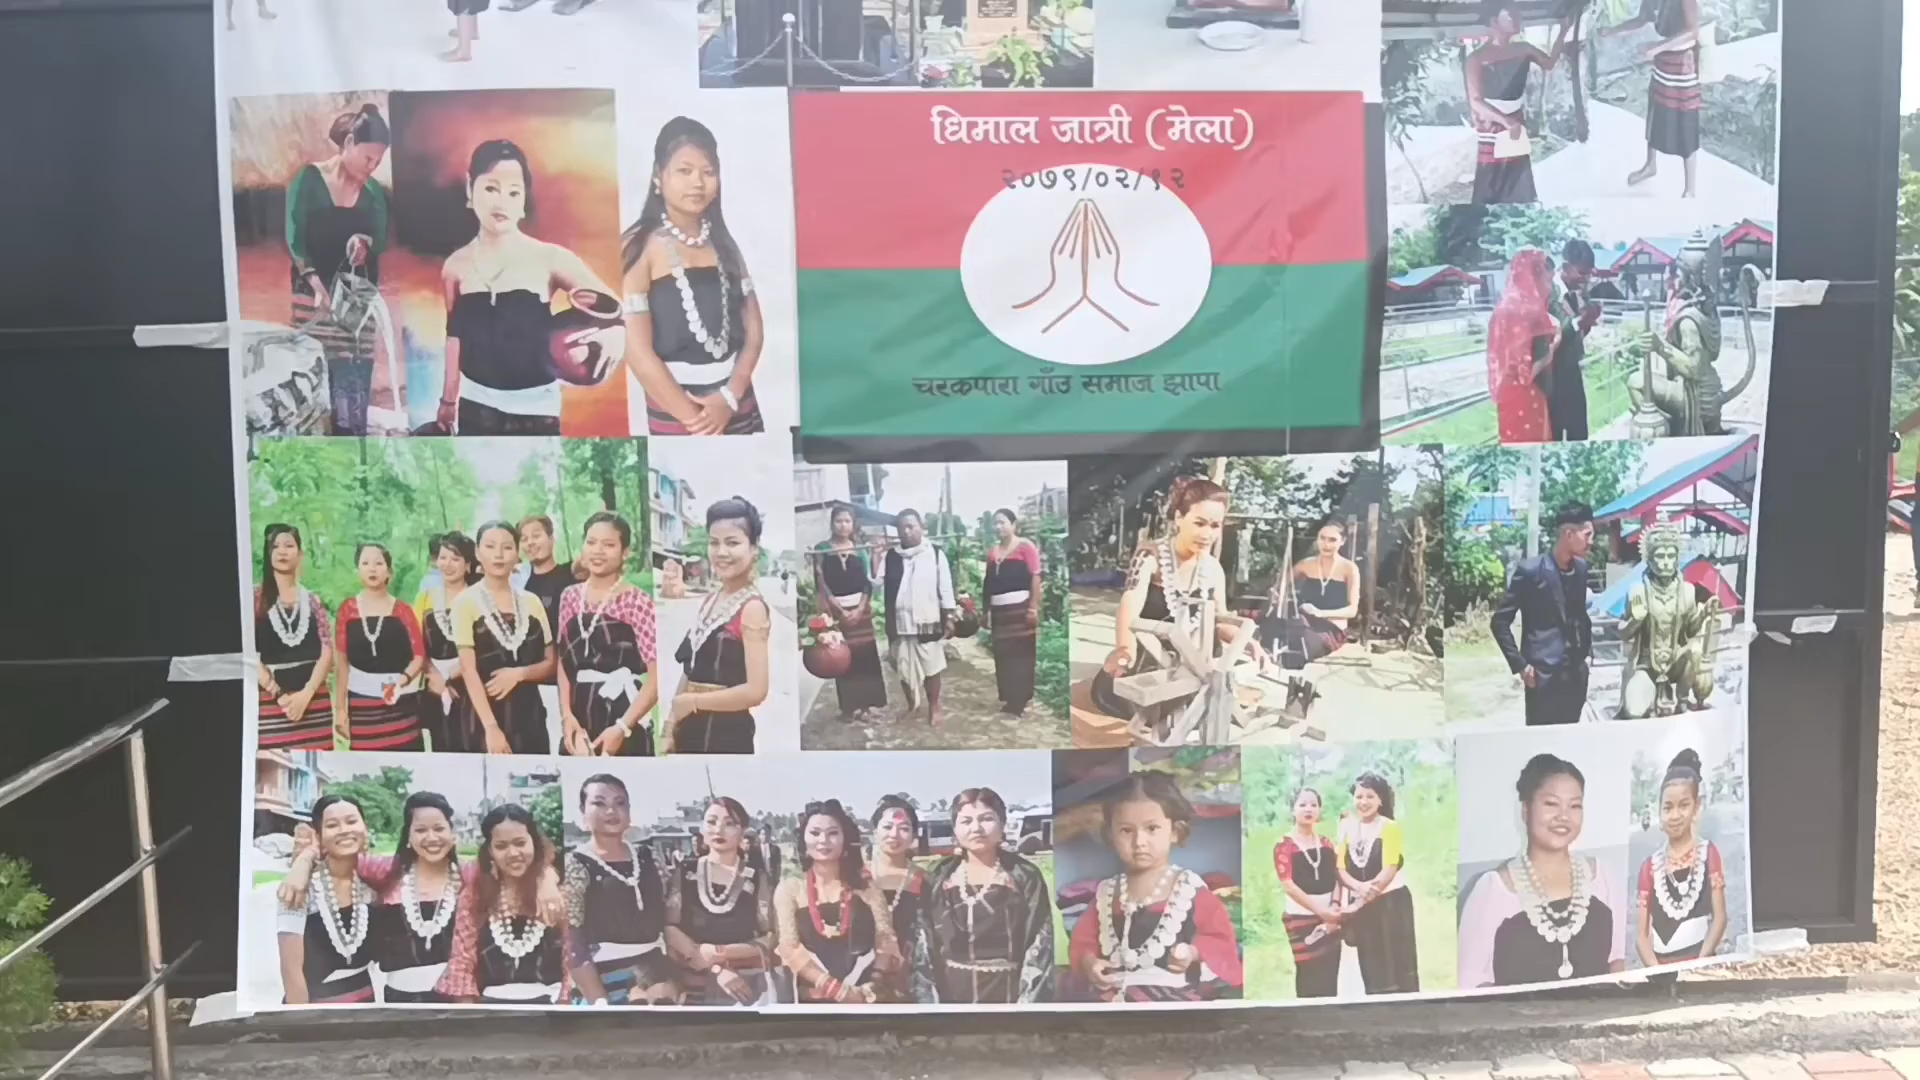 धिमाल जात्री (मेला)
२०७९/०२/१२
चरकपारा गाँउ समाज झापा